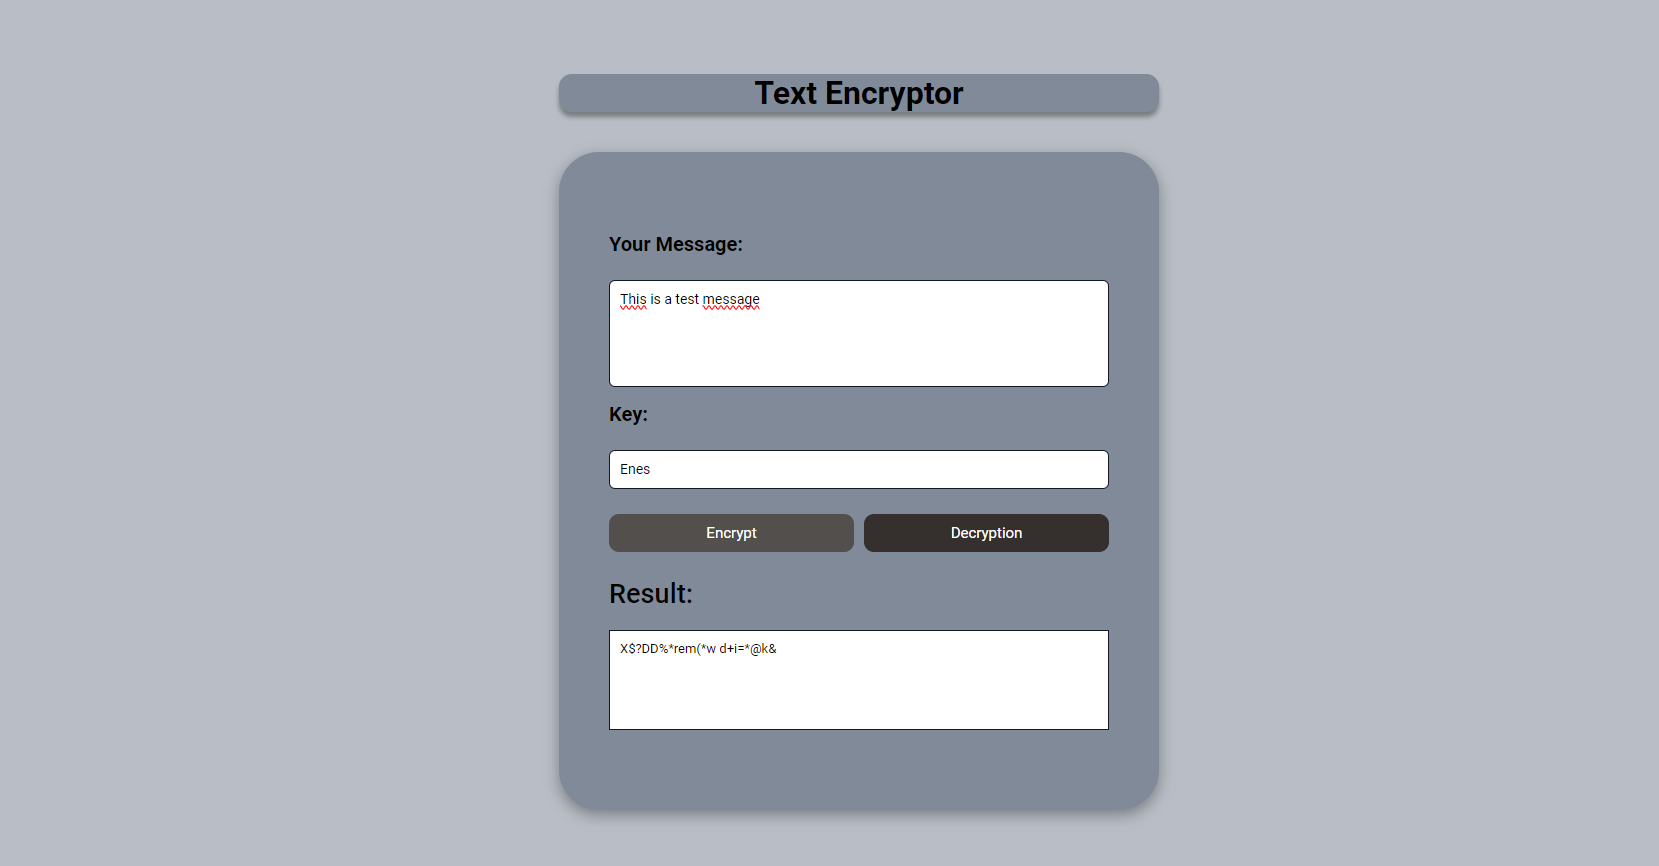 Text Encryptor
Your Message:
This is a test message
Key:
Enes
Encrypt
Decryption
Result:
X$?DD%*rem(*w d+i=*@k&